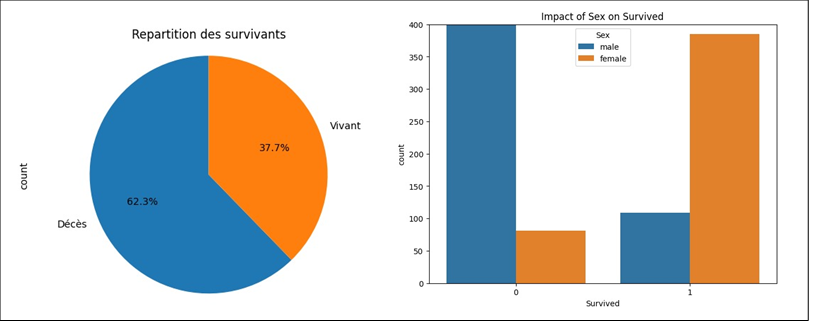 Repartition des survivants
count
Vivant
37.7%
62.3%
Décès
Impact of Sex on Survived
Sex
male
female
count
400
350
300
250
200
150
100
50
0
0 1
Survived